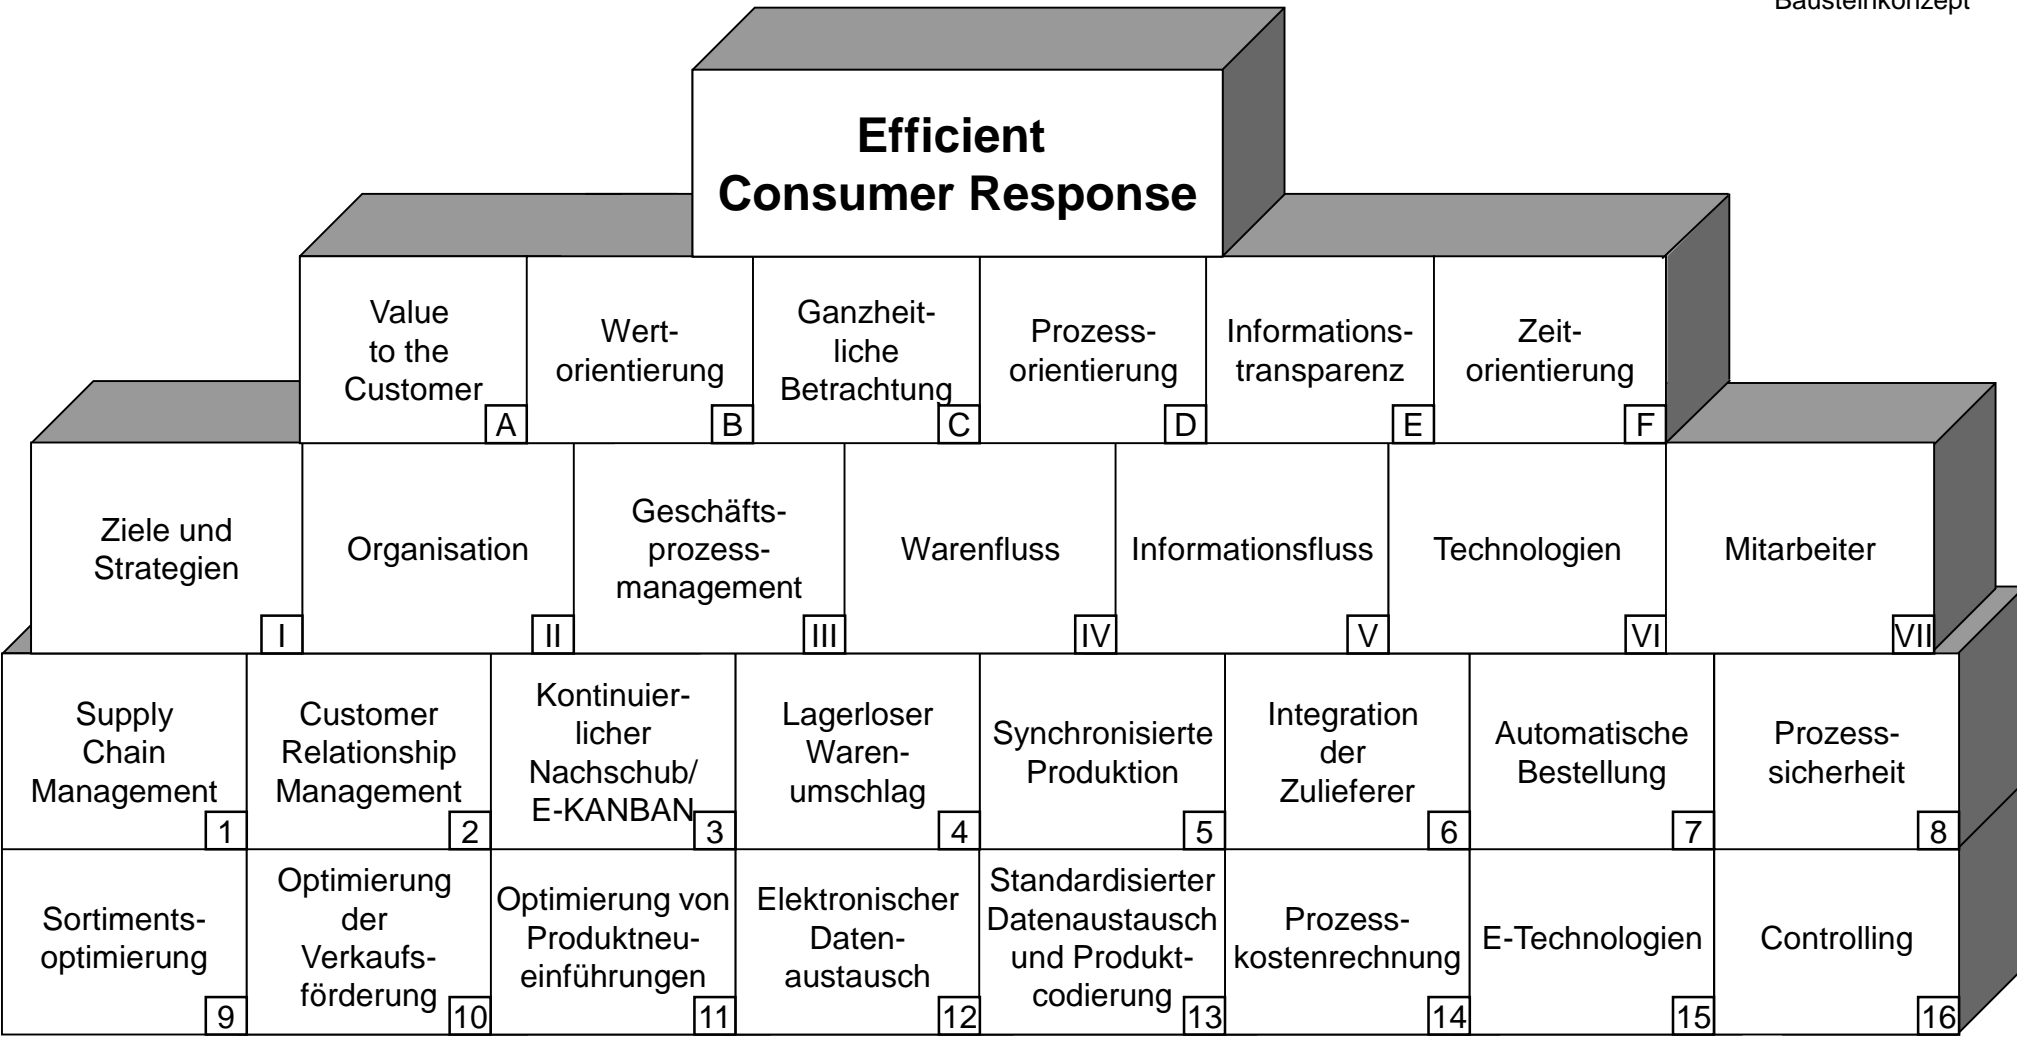 Bausteinkonzept
Efficient
Consumer Response
Value
to the
Customer
A
Wert-
orientierung
B
Ganzheit-
liche
Betrachtung
C
Prozess-
orientierung
D
Informations-
transparenz
E
Zeit-
orientierung
F
Ziele und
Strategien
I
Organisation
II
Geschäfts-
prozess-
management
III
Warenfluss
IV
Informationsfluss
V
Technologien
VI
Mitarbeiter
VII
Supply
Chain
Management
1
Customer
Relationship
Management
2
Kontinuier-
licher
Nachschub/
E-KANBAN
3
Lagerloser
Waren-
umschlag
4
Synchronisierte
Produktion
5
Integration
der
Zulieferer
6
Automatische
Bestellung
7
Prozess-
sicherheit
8
Sortiments-
optimierung
9
Optimierung
der
Verkaufs-
förderung
10
Optimierung von
Produktneu-
einführungen
11
Elektronischer
Daten-
austausch
12
Standardisierter
Datenaustausch
und Produkt-
codierung
13
Prozess-
kostenrechnung
14
E-Technologien
15
Controlling
16